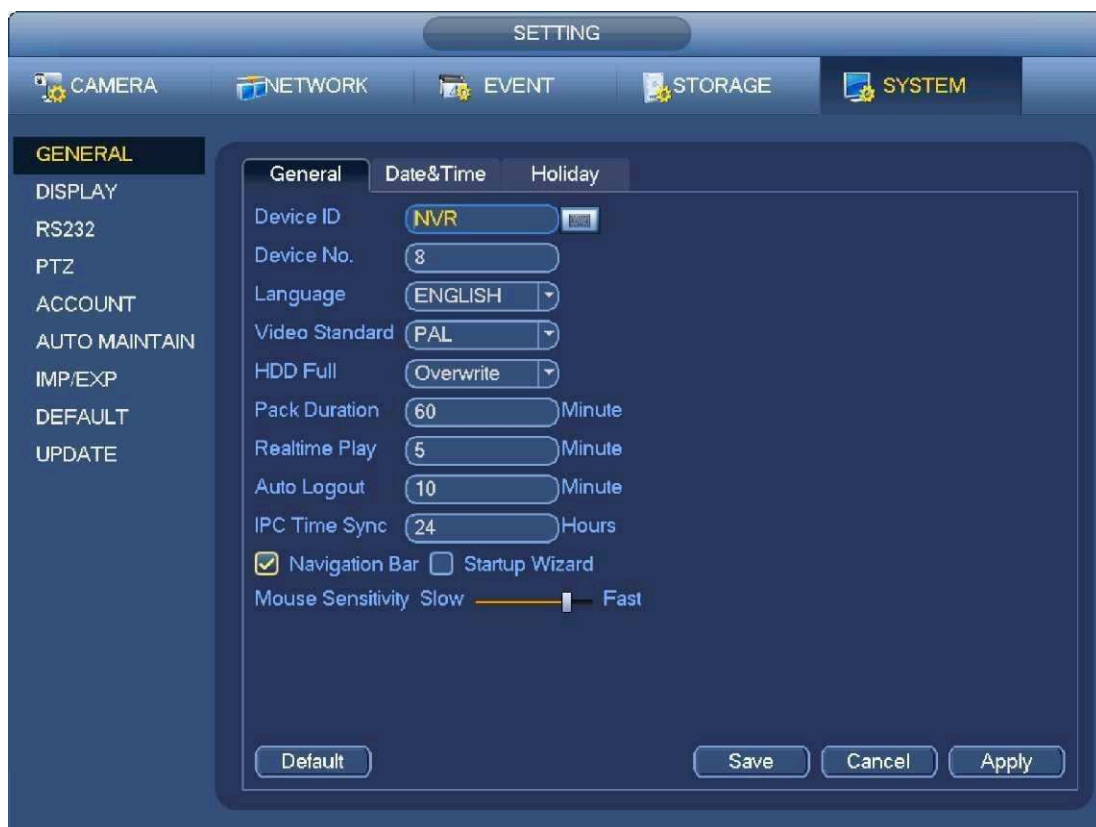 SETTING
CAMERA NETWORK EVENT STORAGE SYSTEM
GENERAL
DISPLAY
RS232
PTZ
ACCOUNT
AUTO MAINTAIN
IMP/EXP
DEFAULT
UPDATE
General Date&Time Holiday
Device ID NVR
Device No. 8
Language ENGLISH
Video Standard PAL
HDD Full Overwrite
Pack Duration 60 Minute
Realtime Play 5 Minute
Auto Logout 10 Minute
IPC Time Sync 24 Hours
Navigation Bar Startup Wizard
Mouse Sensitivity Slow Fast
Default Save Cancel Apply